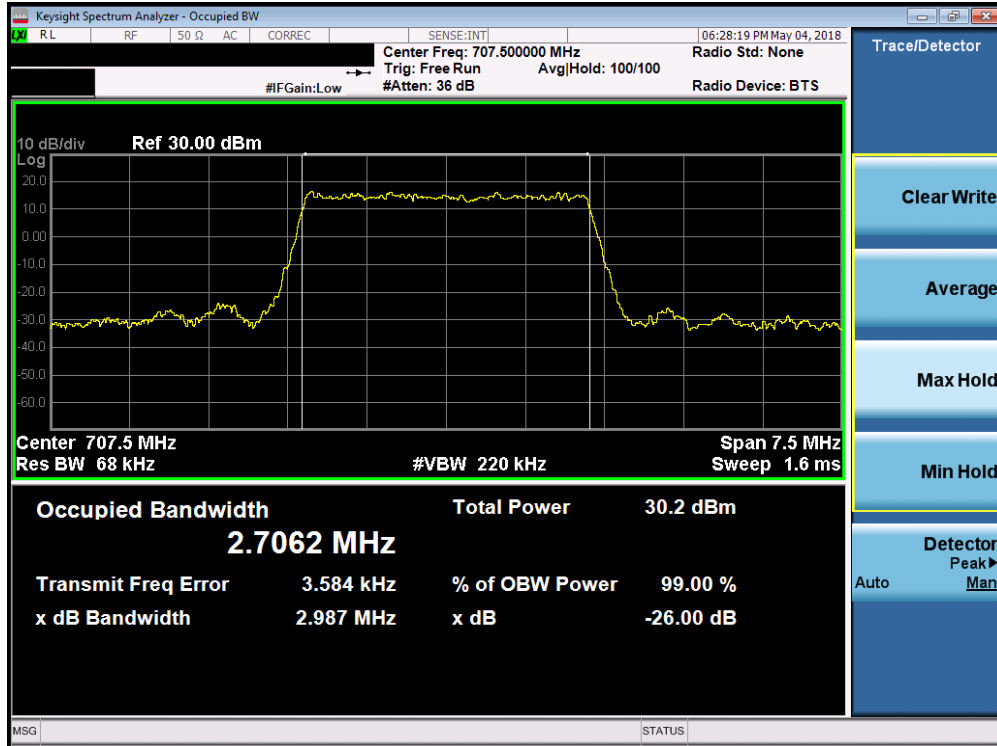 Keysight Spectrum Analyzer - Occupied BW
LXI RL RF 50 Ω AC CORREC SENSE:INT 06:28:19 PM May 04, 2018
Center Freq: 707.500000 MHz Radio Std: None
Trig: Free Run Avg|Hold: 100/100
#IFGain:Low #Atten: 36 dB Radio Device: BTS
10 dB/div Ref 30.00 dBm
Log
20.0
10.0
0.00
-10.0
-20.0
-30.0
-40.0
-50.0
-60.0
Center 707.5 MHz Span 7.5 MHz
Res BW 68 kHz #VBW 220 kHz Sweep 1.6 ms
Occupied Bandwidth Total Power 30.2 dBm
2.7062 MHz
Transmit Freq Error 3.584 kHz % of OBW Power 99.00 %
x dB Bandwidth 2.987 MHz x dB -26.00 dB
MSG STATUS
Trace/Detector
Clear Write
Average
Max Hold
Min Hold
Detector
Peak▶
Auto Man